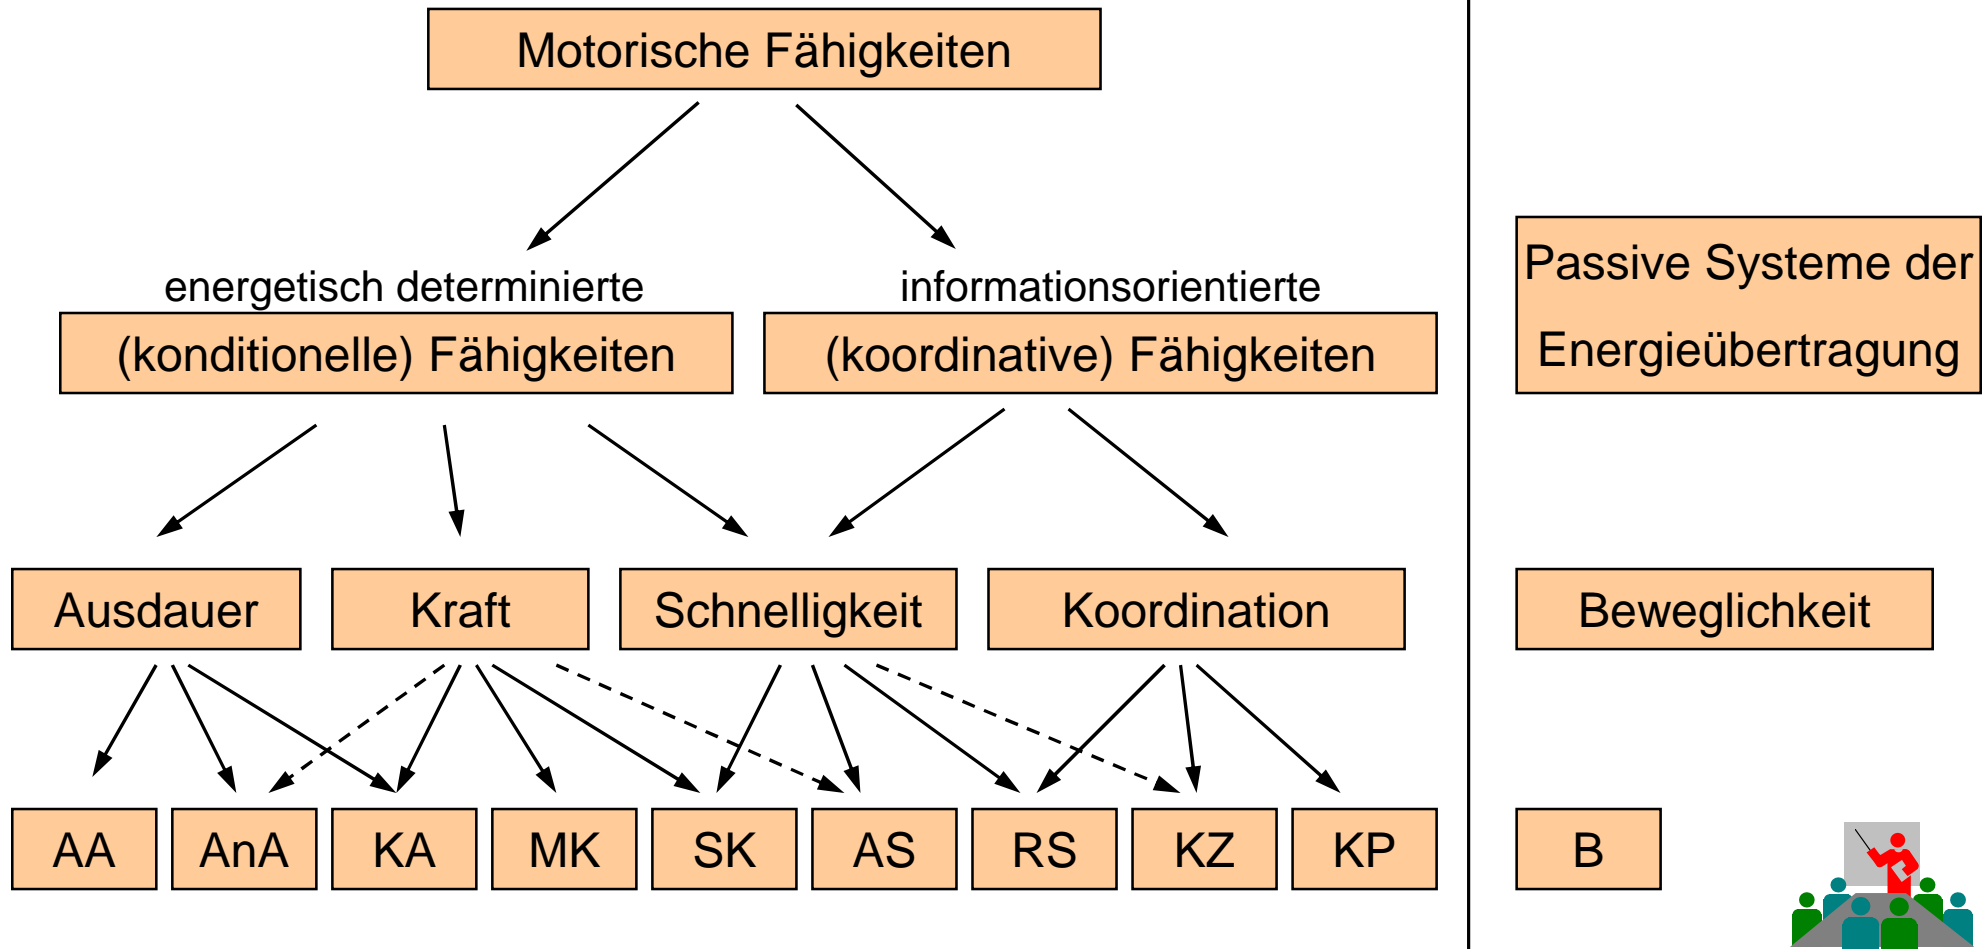 Motorische Fähigkeiten
energetisch determinierte
(konditionelle) Fähigkeiten
informationsorientierte
(koordinative) Fähigkeiten
Passive Systeme der
Energieübertragung
Ausdauer
Kraft
Schnelligkeit
Koordination
Beweglichkeit
AA
AnA
KA
MK
SK
AS
RS
KZ
KP
B